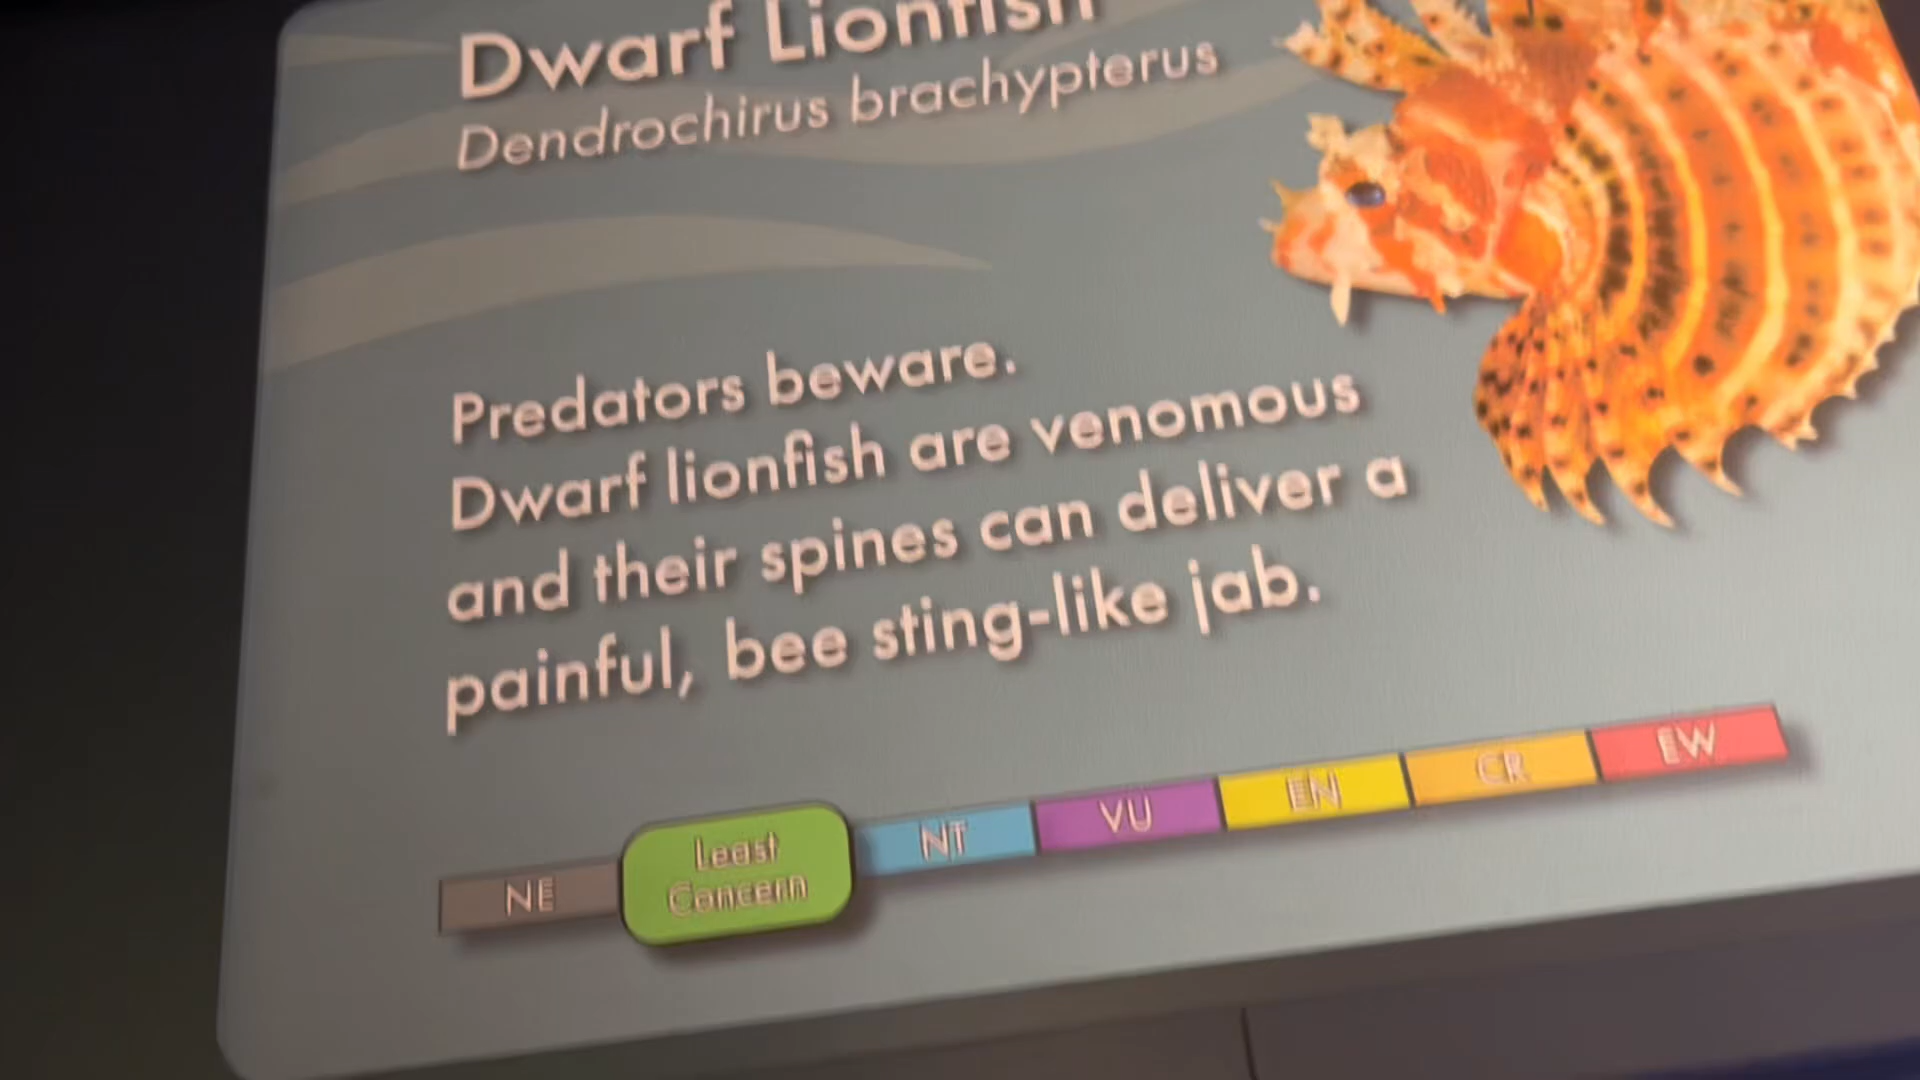 Dwarf Lionfish
Dendrochirus brachypterus
Predators beware.
Dwarf lionfish are venomous
and their spines can deliver a
painful, bee sting-like jab.
NE
Least
Concern
NT
VU
EN
CR
EW